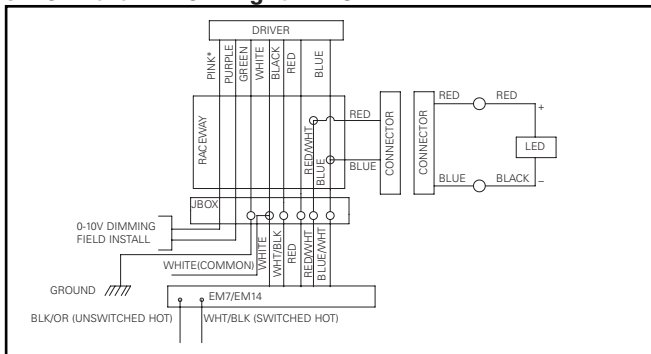 DRIVER
PINK*
PURPLE
GREEN
WHITE
BLACK
RED
BLUE
RACEWAY
RED/WHT
BLUE
RED
BLUE
CONNECTOR
CONNECTOR
RED
RED
+
LED
BLUE
BLACK
–
JBOX
0-10V DIMMING
FIELD INSTALL
WHITE(COMMON)
WHITE
WHT/BLK
RED
RED/WHT
BLUE/WHT
GROUND
EM7/EM14
BLK/OR (UNSWITCHED HOT)
WHT/BLK (SWITCHED HOT)